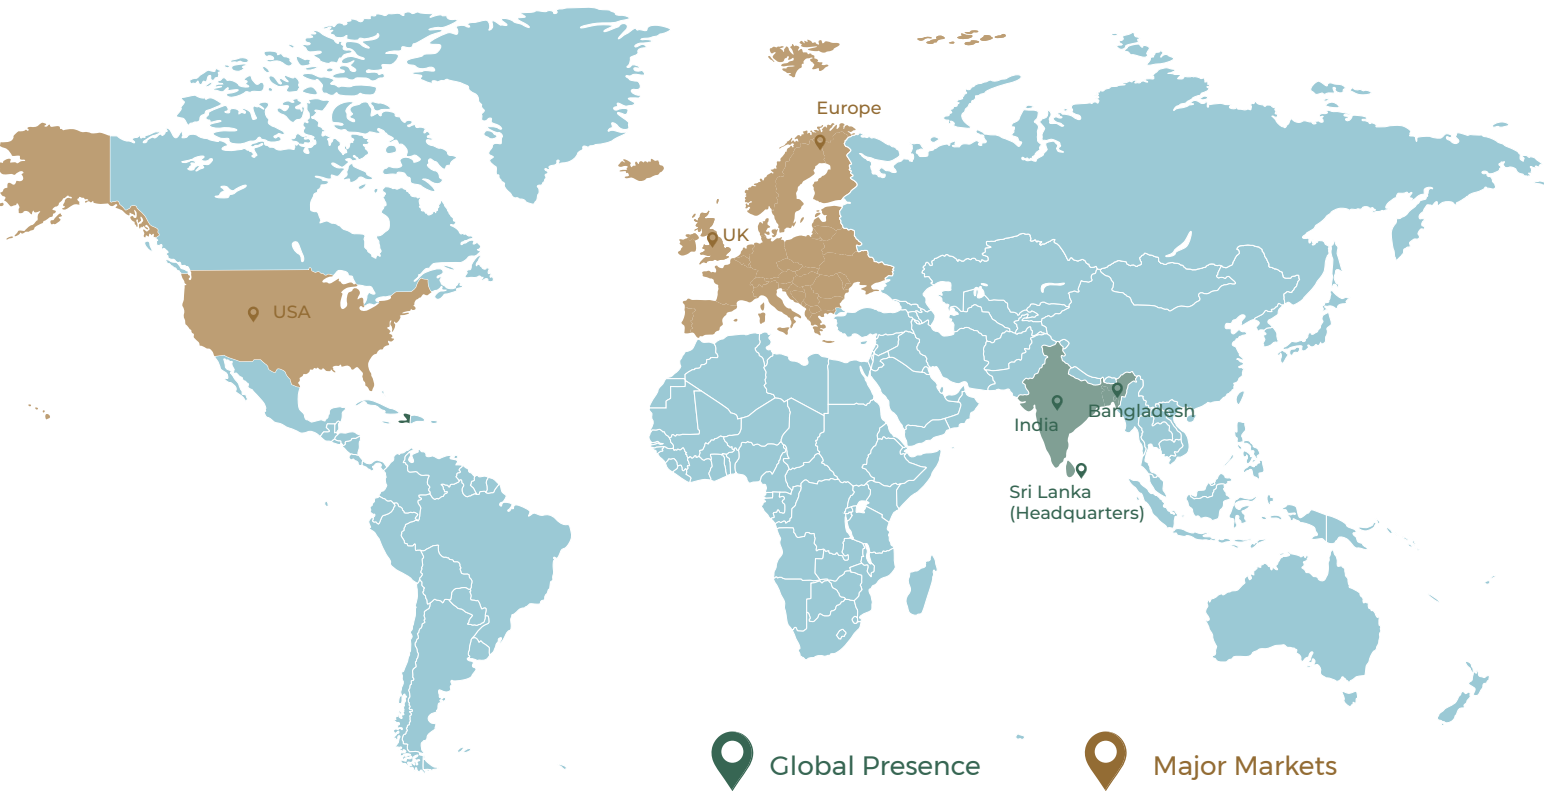 Europe
UK
USA
Bangladesh
India
Sri Lanka
(Headquarters)
Global Presence
Major Markets